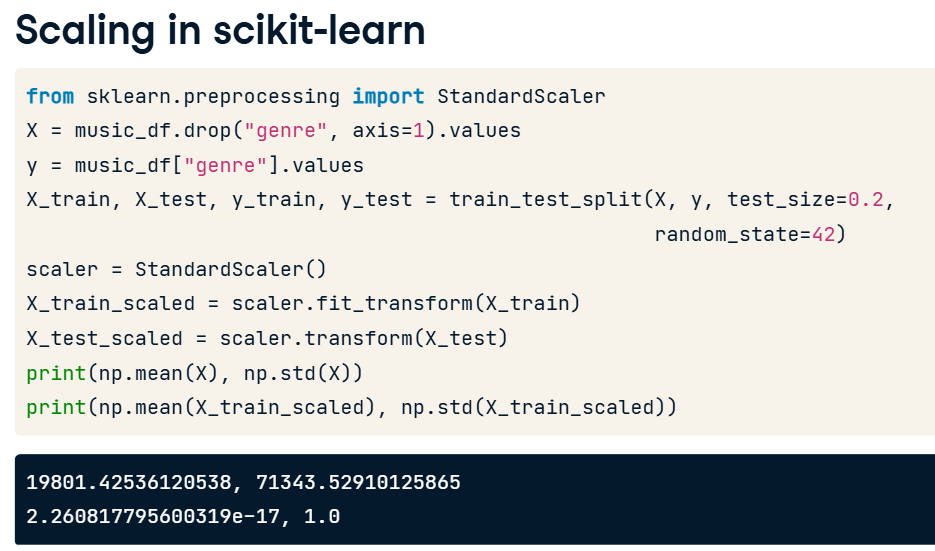 Scaling in scikit-learn
from sklearn.preprocessing import StandardScaler
X = music_df.drop("genre", axis=1).values
y = music_df["genre"].values
X_train, X_test, y_train, y_test = train_test_split(X, y, test_size=0.2,
random_state=42)
scaler = StandardScaler()
X_train_scaled = scaler.fit_transform(X_train)
X_test_scaled = scaler.transform(X_test)
print(np.mean(X), np.std(X))
print(np.mean(X_train_scaled), np.std(X_train_scaled))
19801.42536120538, 71343.52910125865
2.260817795600319e-17, 1.0